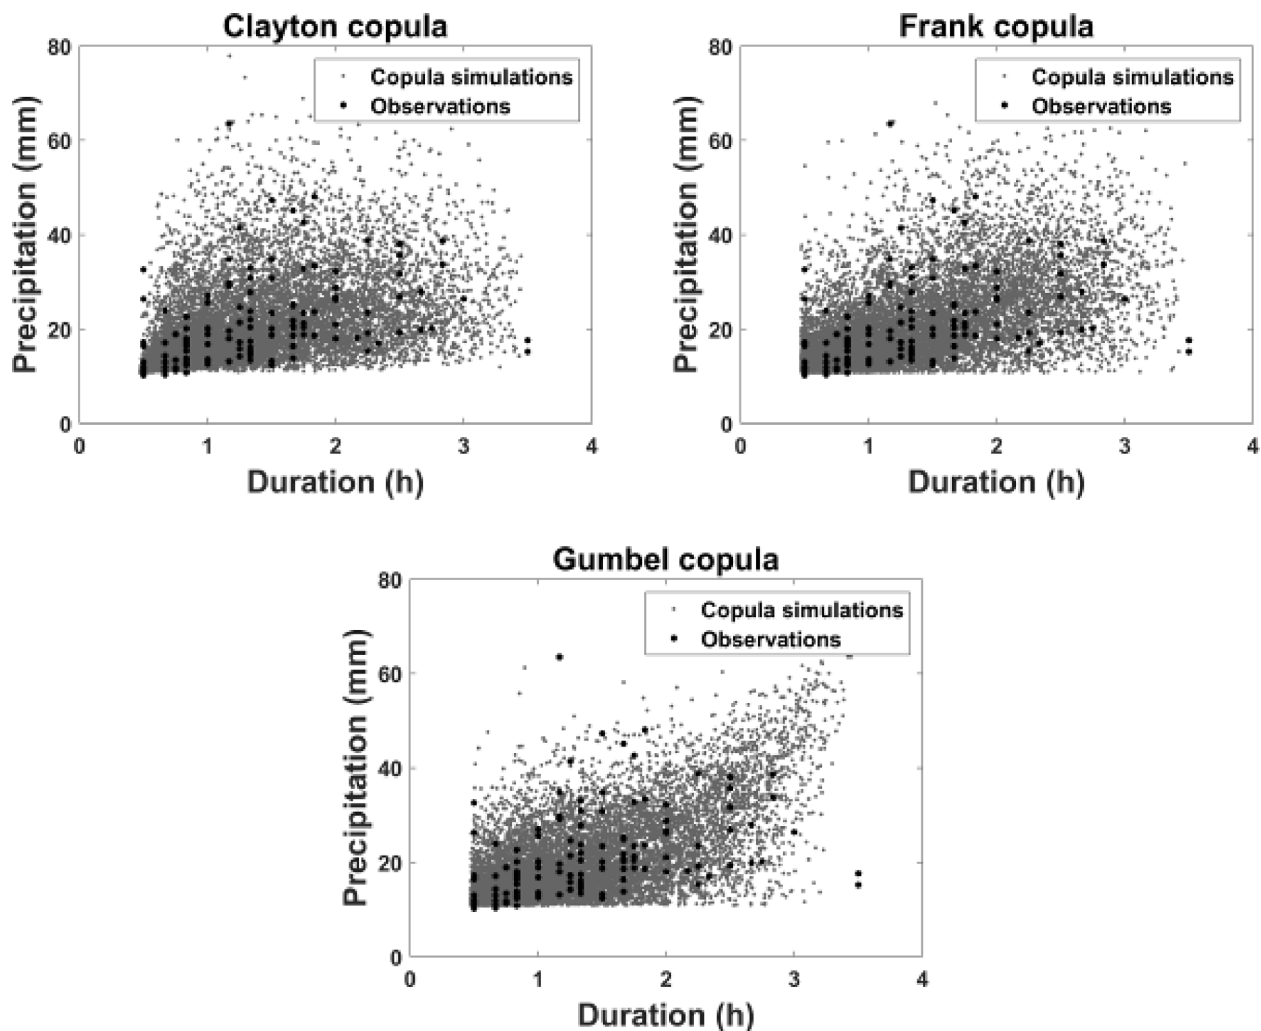 Clayton copula
80
60
40
20
0
Precipitation (mm)
Copula simulations
Observations
0 1 2 3 4
Duration (h)
Frank copula
80
60
40
20
0
Precipitation (mm)
Copula simulations
Observations
0 1 2 3 4
Duration (h)
Gumbel copula
80
60
40
20
0
Precipitation (mm)
Copula simulations
Observations
0 1 2 3 4
Duration (h)